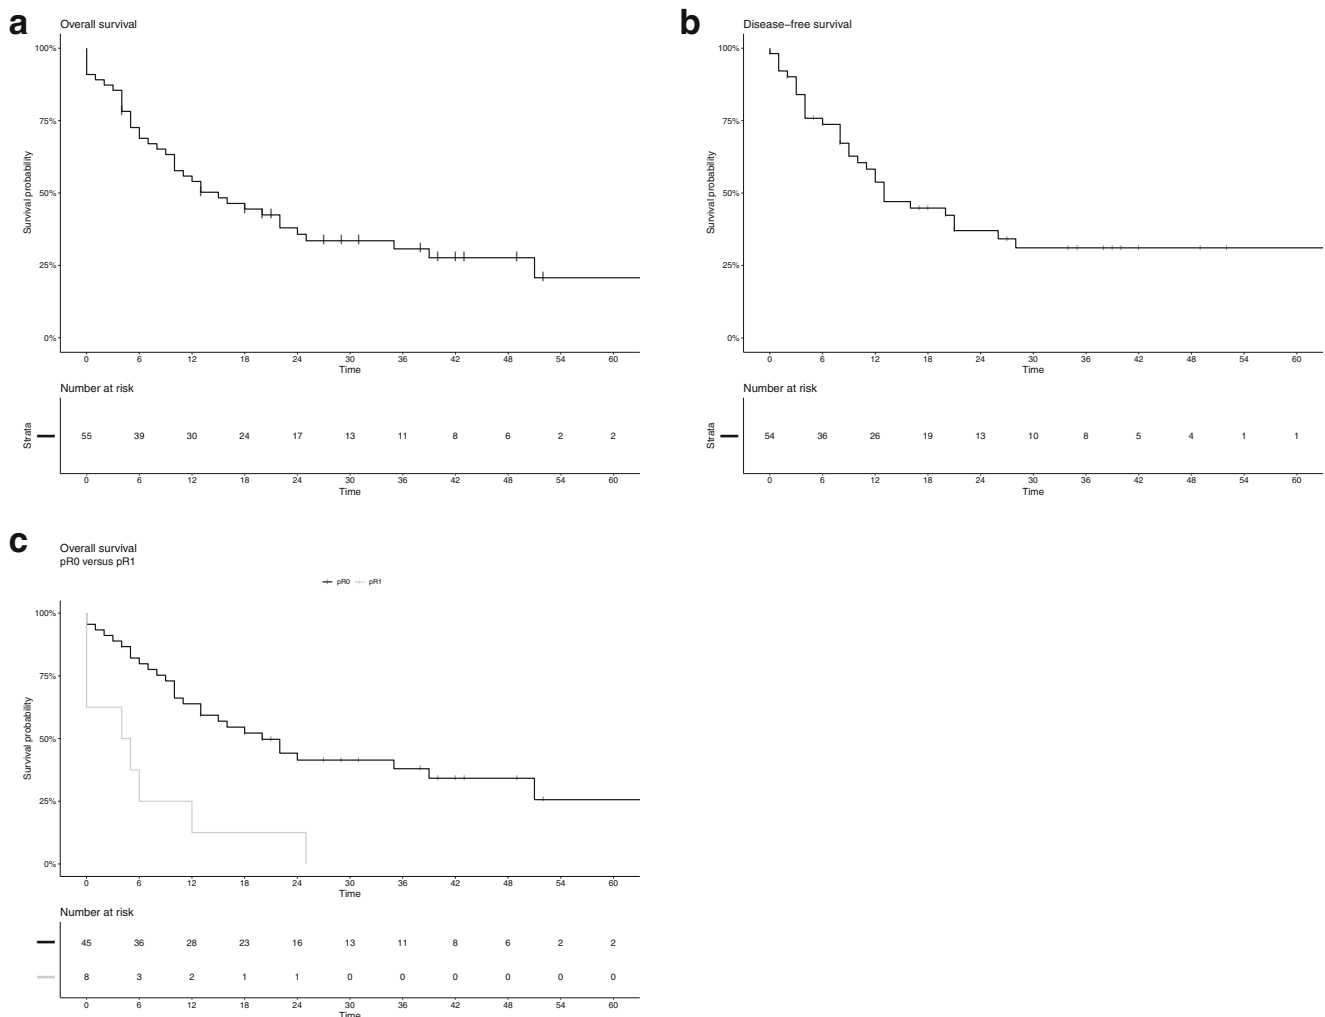 a
Overall survival
100%
75%
50%
25%
0%
Survival probability
0 6 12 18 24 30 36 42 48 54 60
Time
Number at risk
Strata
55 39 30 24 17 13 11 8 6 2 2
0 6 12 18 24 30 36 42 48 54 60
Time
b
Disease-free survival
100%
75%
50%
25%
0%
Survival probability
0 6 12 18 24 30 36 42 48 54 60
Time
Number at risk
Strata
54 36 26 19 13 10 8 5 4 1 1
0 6 12 18 24 30 36 42 48 54 60
Time
c
Overall survival
pR0 versus pR1
pR0 pR1
100%
75%
50%
25%
0%
Survival probability
0 6 12 18 24 30 36 42 48 54 60
Time
Number at risk
45 36 28 23 16 13 11 8 6 2 2
8 3 2 1 1 0 0 0 0 0 0
0 6 12 18 24 30 36 42 48 54 60
Time